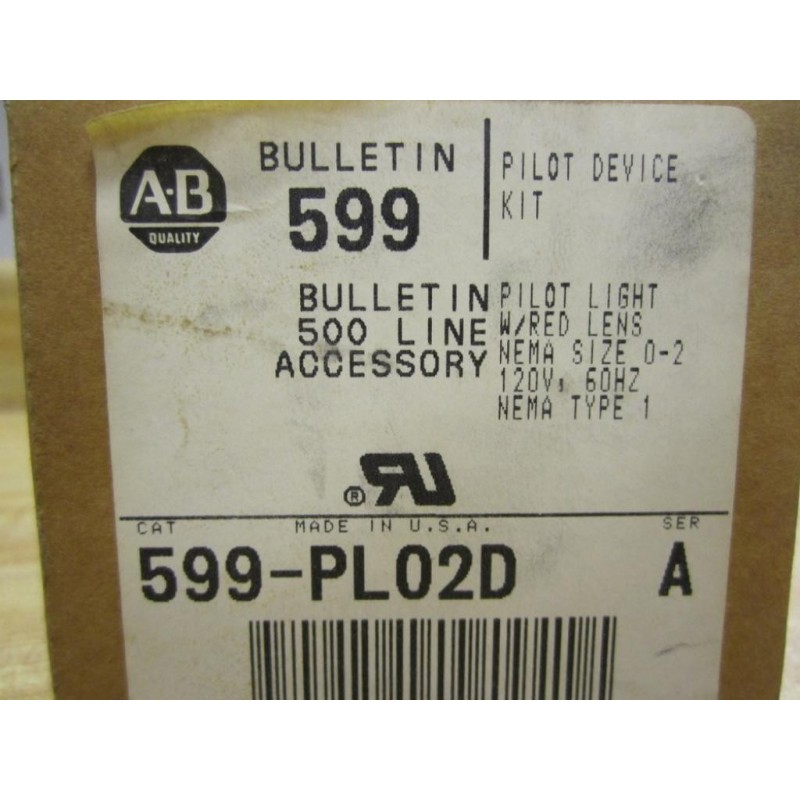 A·B
QUALITY
BULLETIN
599
PILOT DEVICE
KIT
BULLETIN
500 LINE
ACCESSORY
PILOT LIGHT
W/RED LENS
NEMA SIZE 0-2
120V, 60HZ
NEMA TYPE 1
®
CAT
MADE IN U.S.A.
SER
599-PL02D
A